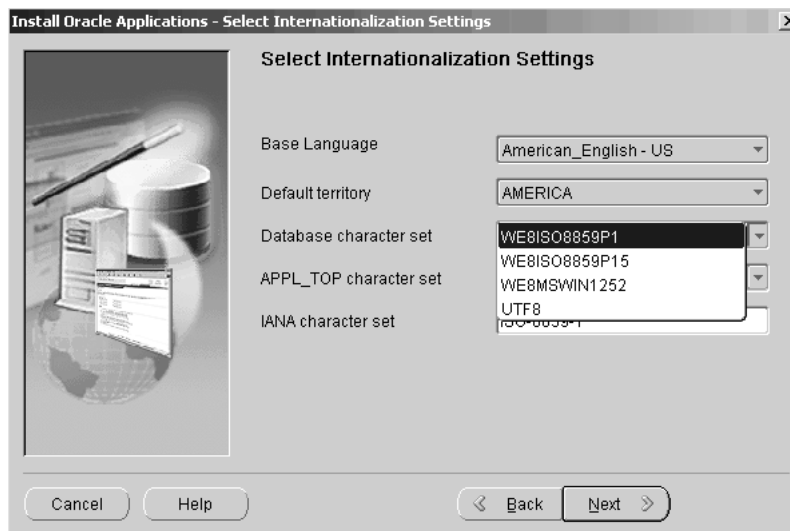 Install Oracle Applications - Select Internationalization Settings
Select Internationalization Settings
Base Language American_English - US
Default territory AMERICA
Database character set WE8ISO8859P1
WE8ISO8859P15
APPL_TOP character set WE8MSWIN1252
UTF8
IANA character set
Cancel Help Back Next